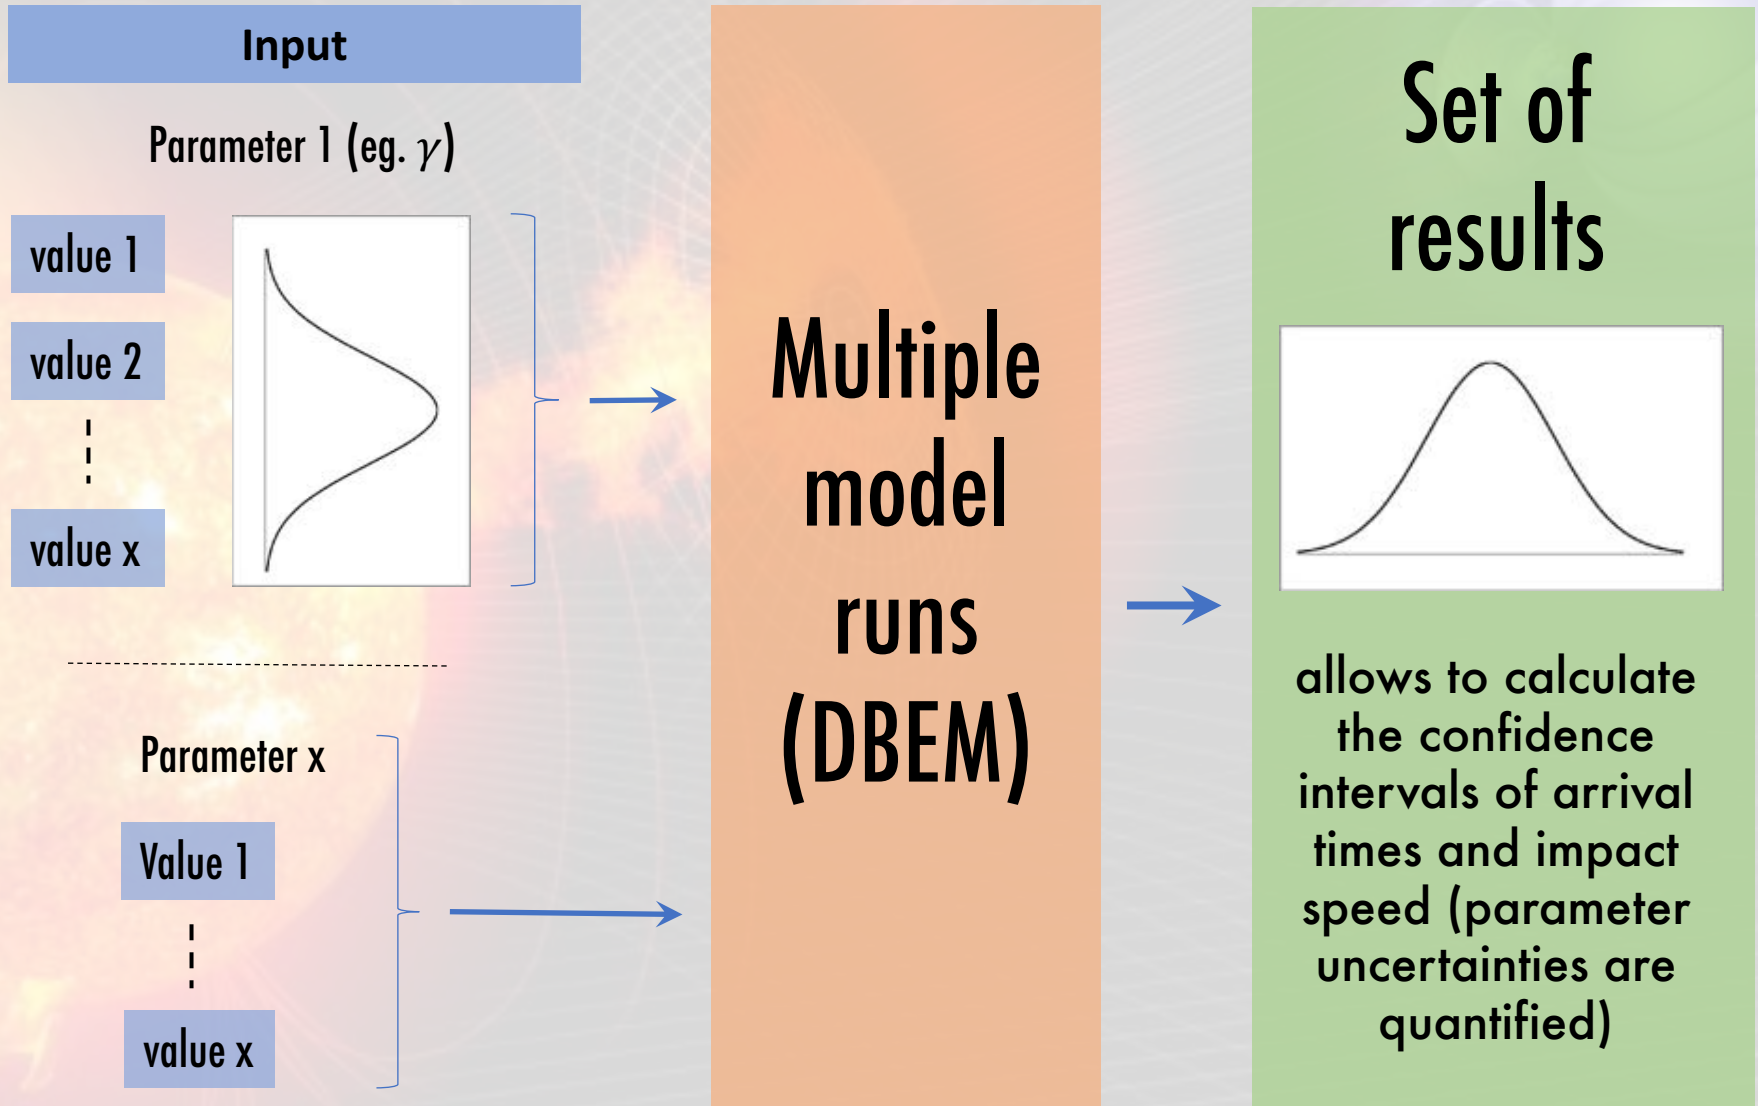 Input
Parameter 1 (eg. γ)
value 1
value 2
value x
Parameter x
Value 1
value x
Multiple
model
runs
(DBEM)
Set of
results
allows to calculate
the confidence
intervals of arrival
times and impact
speed (parameter
uncertainties are
quantified)